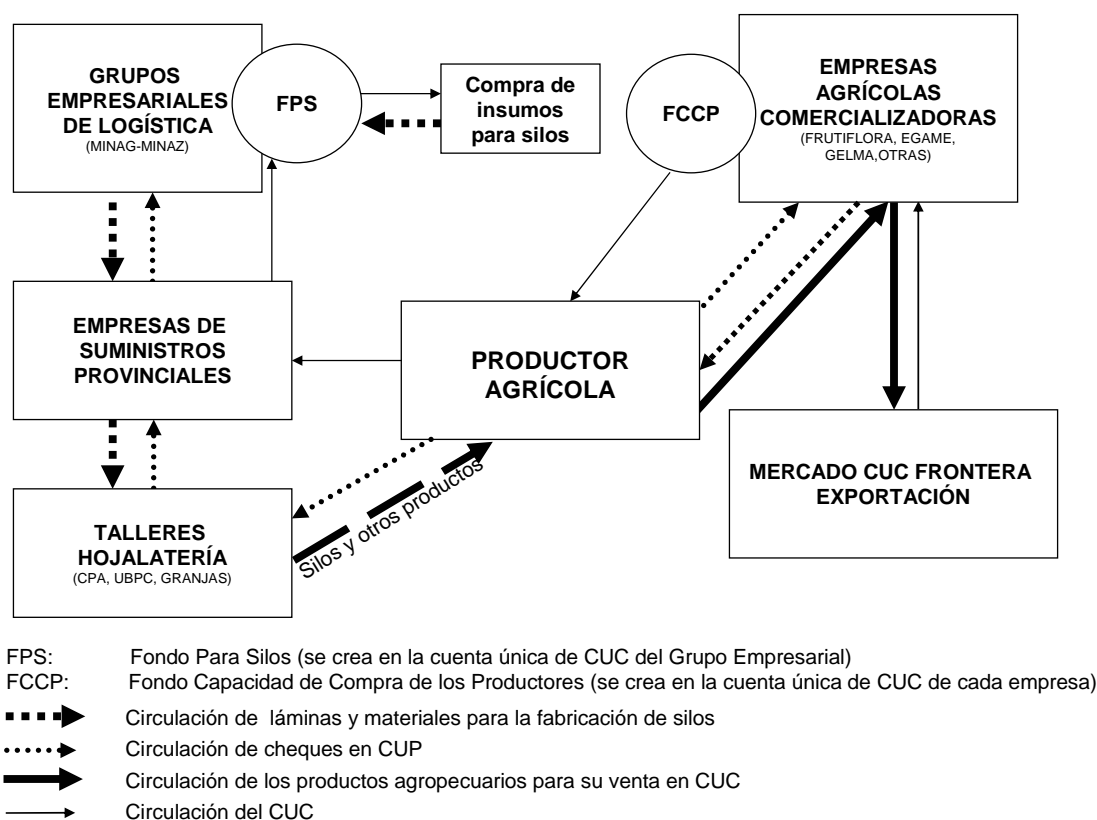 GRUPOS
EMPRESARIALES
DE LOGÍSTICA
(MINAG-MINAZ)
FPS
Compra de
insumos
para silos
FCCP
EMPRESAS
AGRÍCOLAS
COMERCIALIZADORAS
(FRUTIFLORA, EGAME,
GELMA,OTRAS)
EMPRESAS DE
SUMINISTROS
PROVINCIALES
PRODUCTOR
AGRÍCOLA
MERCADO CUC FRONTERA
EXPORTACIÓN
TALLERES
HOJALATERÍA
(CPA, UBPC, GRANJAS)
Silos y otros productos
FPS: Fondo Para Silos (se crea en la cuenta única de CUC del Grupo Empresarial)
FCCP: Fondo Capacidad de Compra de los Productores (se crea en la cuenta única de CUC de cada empresa)
Circulación de láminas y materiales para la fabricación de silos
Circulación de cheques en CUP
Circulación de los productos agropecuarios para su venta en CUC
Circulación del CUC